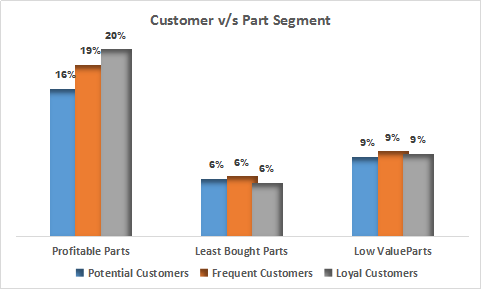 Customer v/s Part Segment
16%
19%
20%
6%
6%
6%
9%
9%
9%
Profitable Parts
Least Bought Parts
Low ValueParts
Potential Customers
Frequent Customers
Loyal Customers